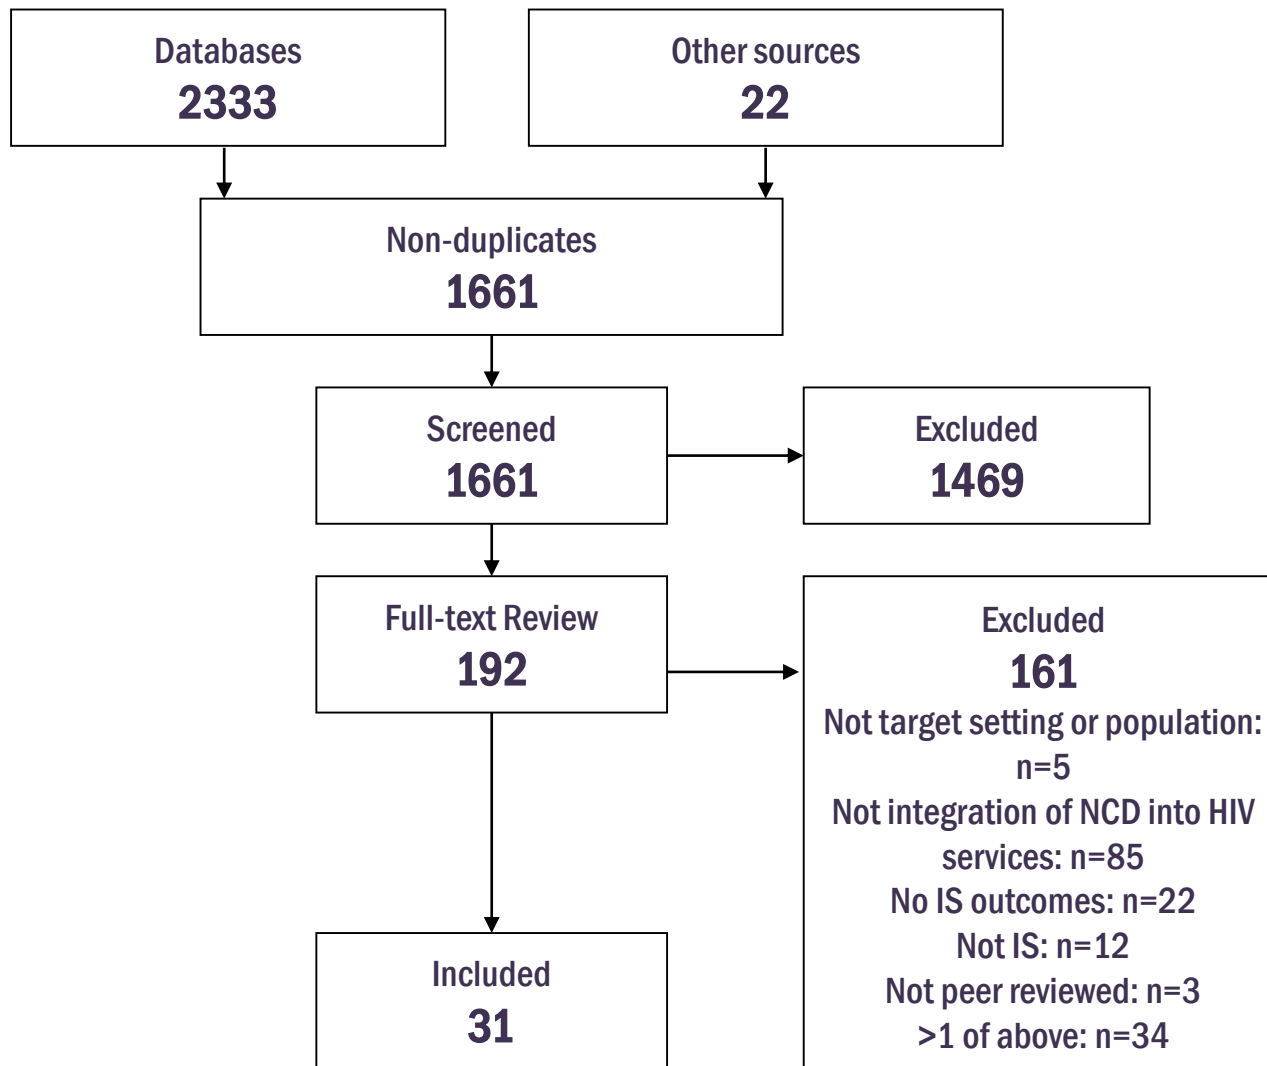 Databases
2333
Other sources
22
Non-duplicates
1661
Screened
1661
Excluded
1469
Full-text Review
192
Excluded
161
Not target setting or population:
n=5
Not integration of NCD into HIV
services: n=85
No IS outcomes: n=22
Not IS: n=12
Not peer reviewed: n=3
>1 of above: n=34
Included
31